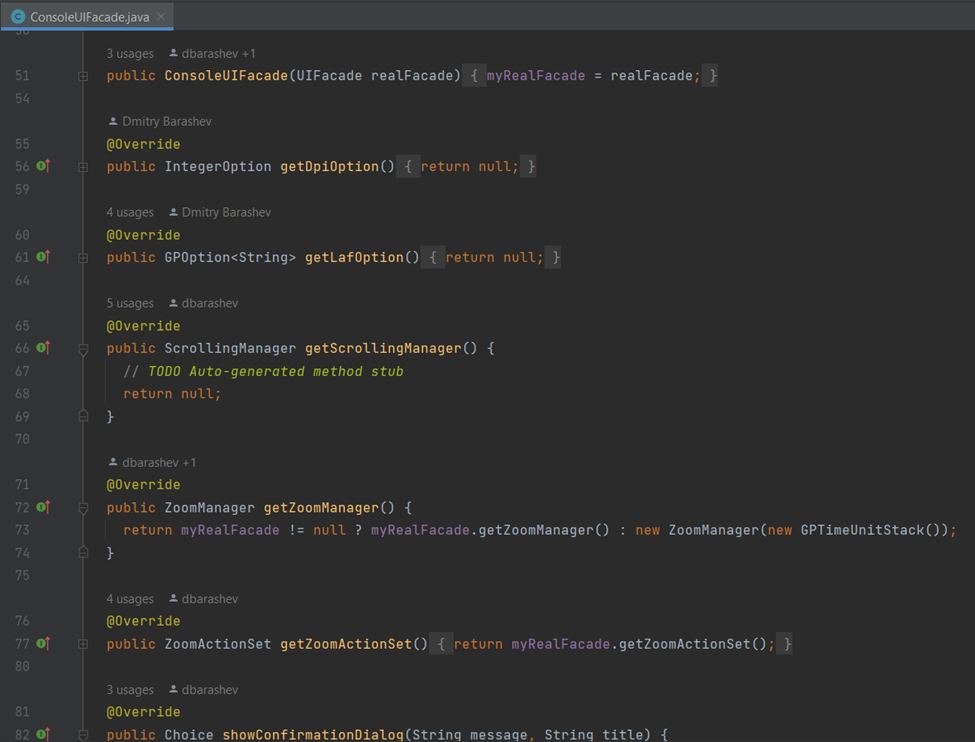 ConsoleUIFacade.java
50
3 usages dbarashev +1
51 public ConsoleUIFacade(UIFacade realFacade) { myRealFacade = realFacade; }
54
Dmitry Barashev
55 @Override
56 public IntegerOption getDpiOption() { return null; }
59
4 usages Dmitry Barashev
60 @Override
61 public GPOption<String> getLafOption() { return null; }
64
5 usages dbarashev
65 @Override
66 public ScrollingManager getScrollingManager() {
67 // TODO Auto-generated method stub
68 return null;
69 }
70
dbarashev +1
71 @Override
72 public ZoomManager getZoomManager() {
73 return myRealFacade != null ? myRealFacade.getZoomManager() : new ZoomManager(new GPTimeUnitStack());
74 }
75
4 usages dbarashev
76 @Override
77 public ZoomActionSet getZoomActionSet() { return myRealFacade.getZoomActionSet(); }
80
3 usages dbarashev
81 @Override
82 public Choice showConfirmationDialog(String message, String title) {